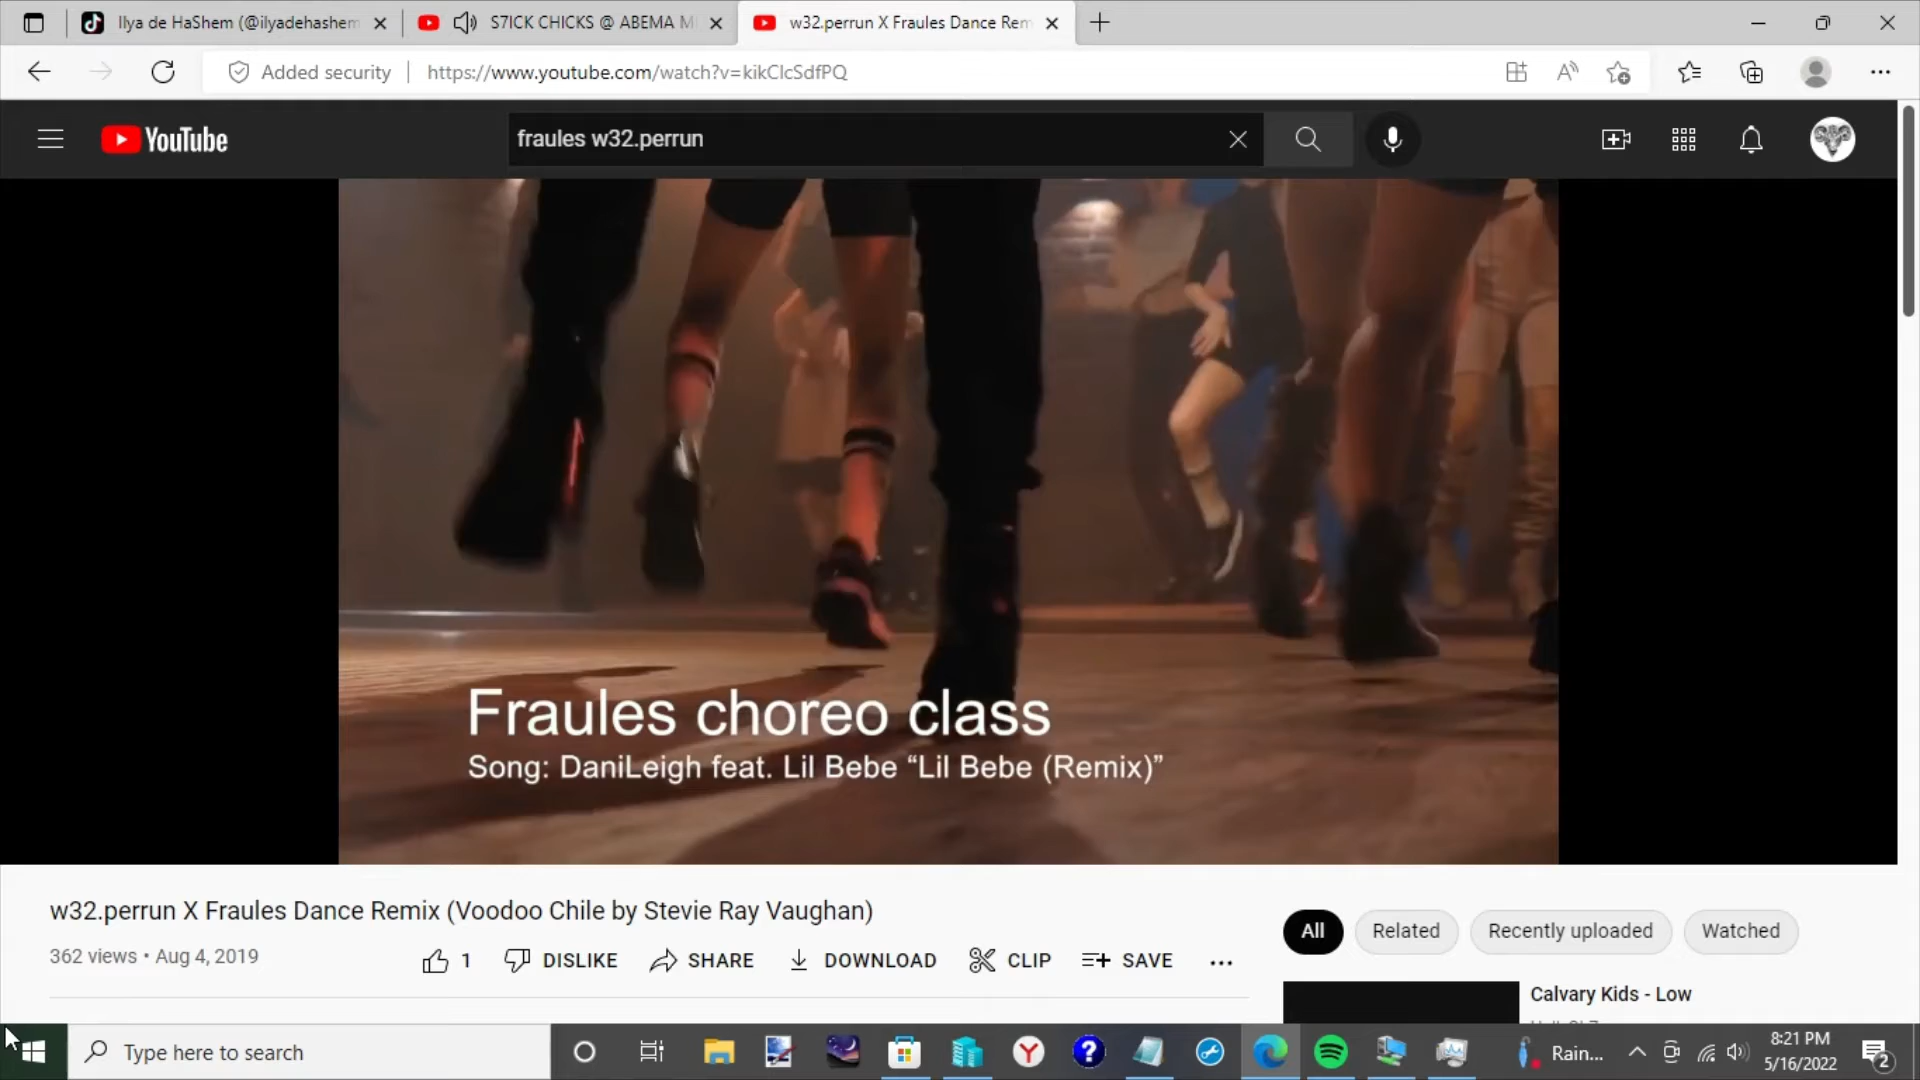 Ilya de HaShem (@ilyadehashem
S7ICK CHICKS @ ABEMA M
w32.perrun X Fraules Dance Rem
Added security
https://www.youtube.com/watch?v=kikClcSdfPQ
YouTube
fraules w32.perrun
Fraules choreo class
Song: DaniLeigh feat. Lil Bebe “Lil Bebe (Remix)”
w32.perrun X Fraules Dance Remix (Voodoo Chile by Stevie Ray Vaughan)
362 views • Aug 4, 2019
1
DISLIKE
SHARE
DOWNLOAD
CLIP
SAVE
All
Related
Recently uploaded
Watched
Calvary Kids - Low
Type here to search
Rain...
8:21 PM
5/16/2022
2